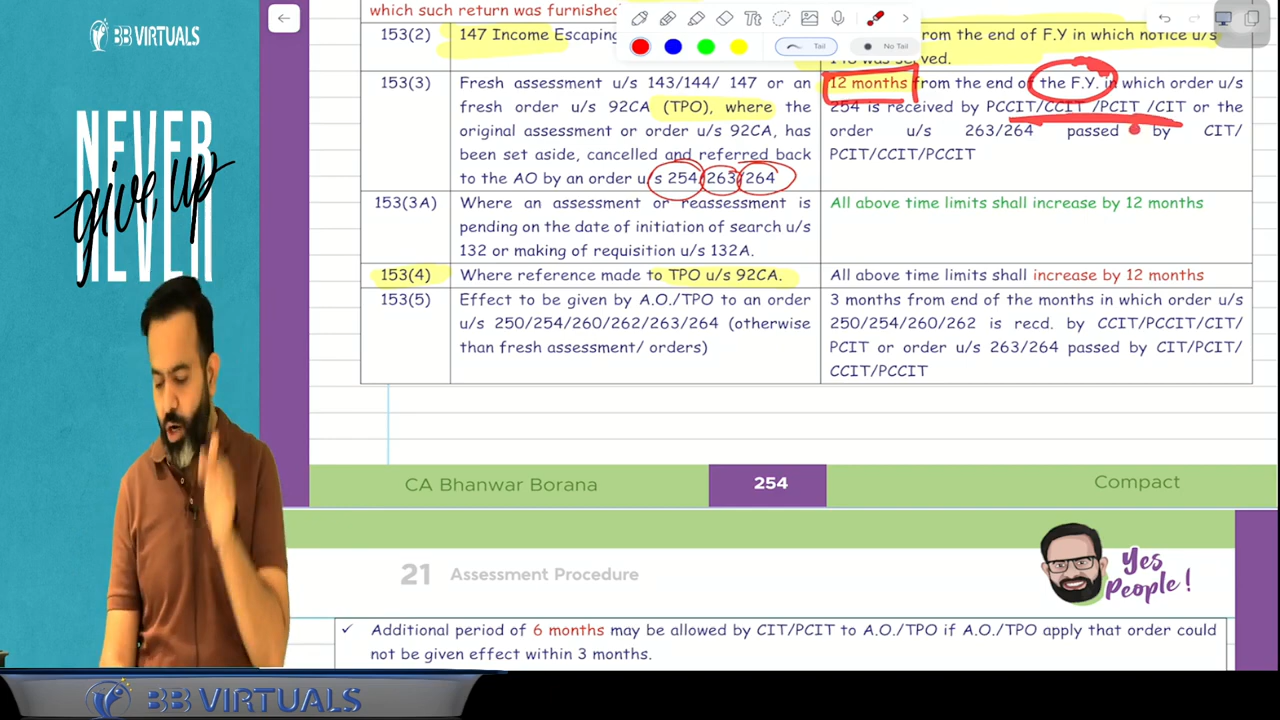 which such return was furnished
BB VIRTUALS
NEVER
give up
NEVER
Tt
Tail
No Tail
153(2)
147 Income Escaping
from the end of F.Y in which notice u/s
148 was served.
153(3)
Fresh assessment u/s 143/144/ 147 or an
fresh order u/s 92CA (TPO), where the
original assessment or order u/s 92CA, has
been set aside, cancelled and referred back
to the AO by an order u/s 254/263/264
12 months from the end of the F.Y. in which order u/s
254 is received by PCCIT/CCIT /PCIT /CIT or the
order u/s 263/264 passed by CIT/
PCIT/CCIT/PCCIT
153(3A)
Where an assessment or reassessment is
pending on the date of initiation of search u/s
132 or making of requisition u/s 132A.
All above time limits shall increase by 12 months
153(4)
Where reference made to TPO u/s 92CA.
All above time limits shall increase by 12 months
153(5)
Effect to be given by A.O./TPO to an order
u/s 250/254/260/262/263/264 (otherwise
than fresh assessment/ orders)
3 months from end of the months in which order u/s
250/254/260/262 is recd. by CCIT/PCCIT/CIT/
PCIT or order u/s 263/264 passed by CIT/PCIT/
CCIT/PCCIT
CA Bhanwar Borana
254
Compact
21 Assessment Procedure
Yes
People!
✓ Additional period of 6 months may be allowed by CIT/PCIT to A.O./TPO if A.O./TPO apply that order could
not be given effect within 3 months.
BB VIRTUALS